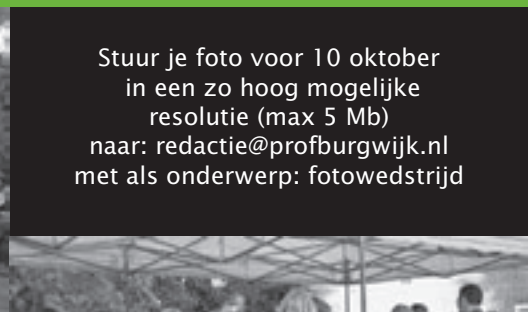 Stuur je foto voor 10 oktober
in een zo hoog mogelijke
resolutie (max 5 Mb)
naar: redactie@profburgwijk.nl
met als onderwerp: fotowedstrijd